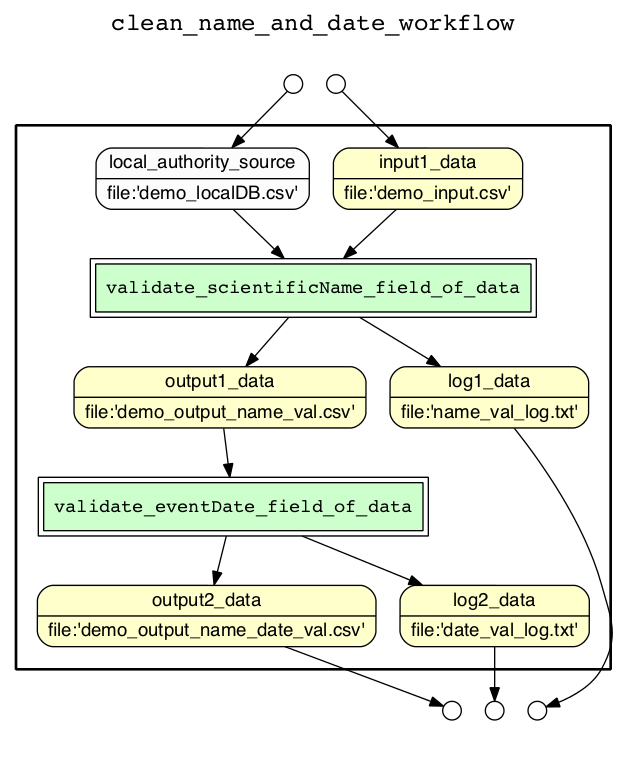 clean_name_and_date_workflow
local_authority_source
file:'demo_localDB.csv'
input1_data
file:'demo_input.csv'
validate_scientificName_field_of_data
output1_data
file:'demo_output_name_val.csv'
log1_data
file:'name_val_log.txt'
validate_eventDate_field_of_data
output2_data
file:'demo_output_name_date_val.csv'
log2_data
file:'date_val_log.txt'